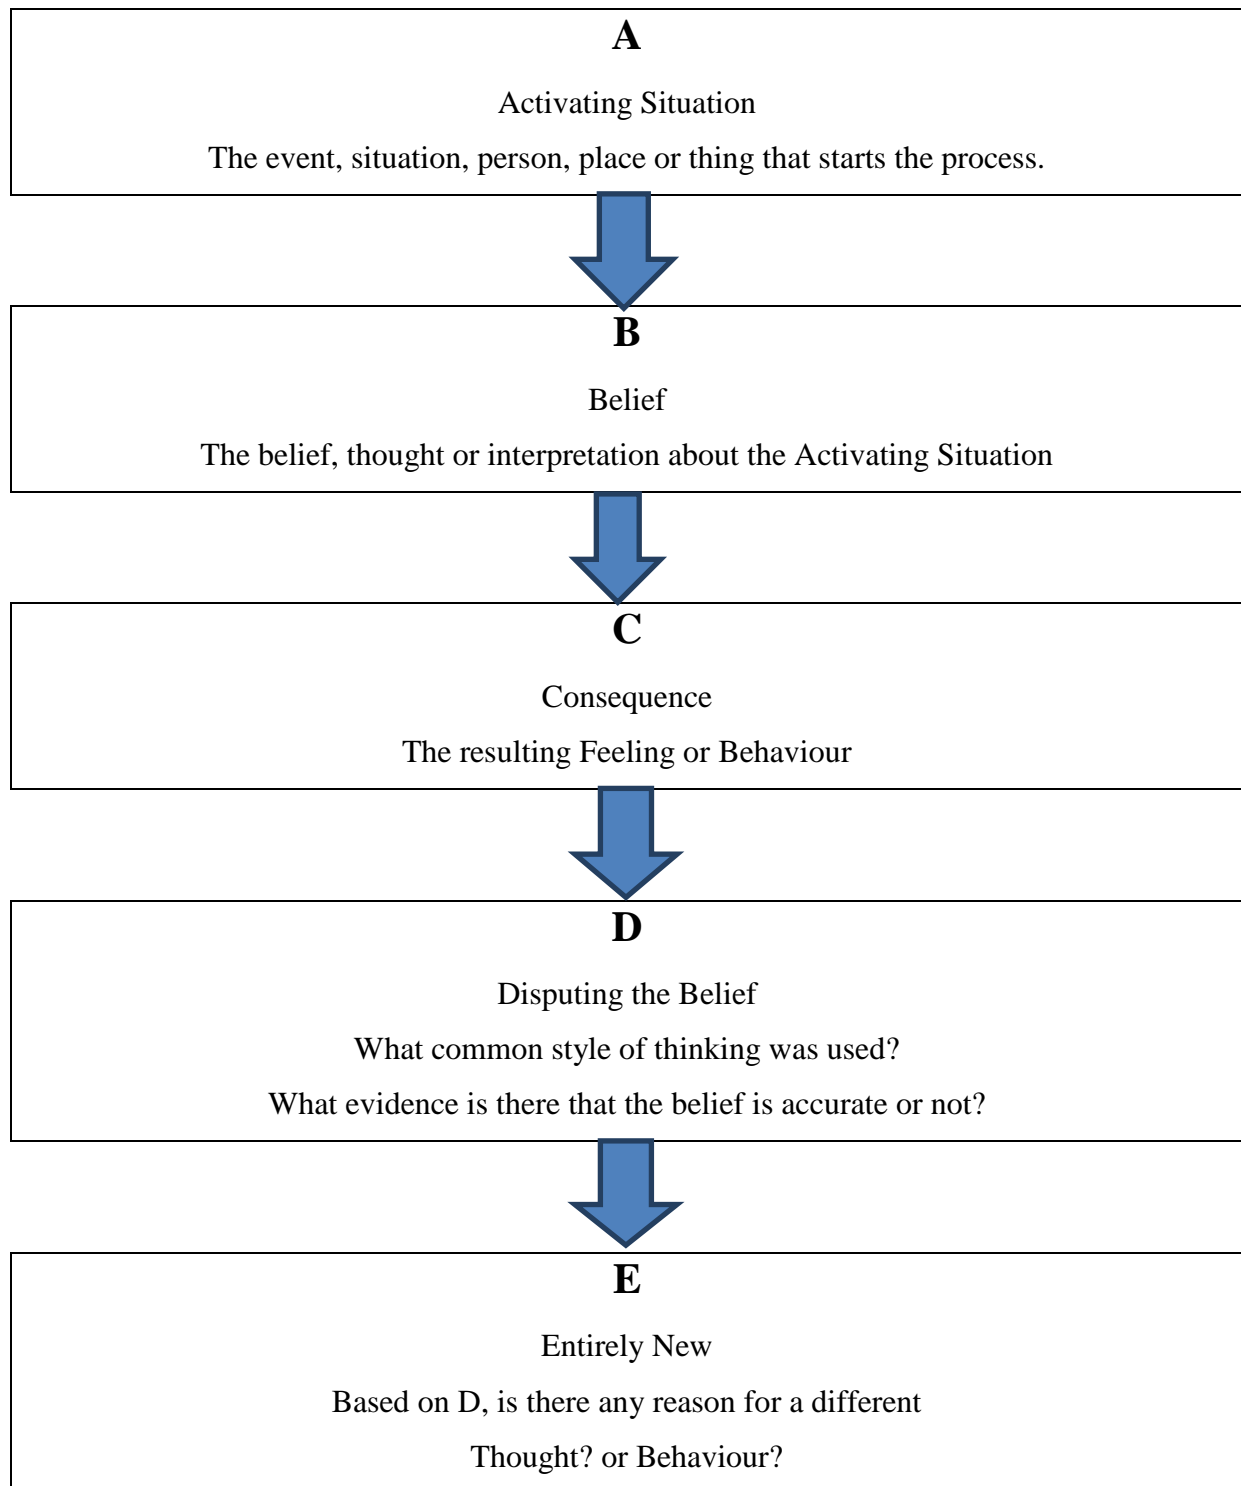 A
Activating Situation
The event, situation, person, place or thing that starts the process.
B
Belief
The belief, thought or interpretation about the Activating Situation
C
Consequence
The resulting Feeling or Behaviour
D
Disputing the Belief
What common style of thinking was used?
What evidence is there that the belief is accurate or not?
E
Entirely New
Based on D, is there any reason for a different
Thought? or Behaviour?